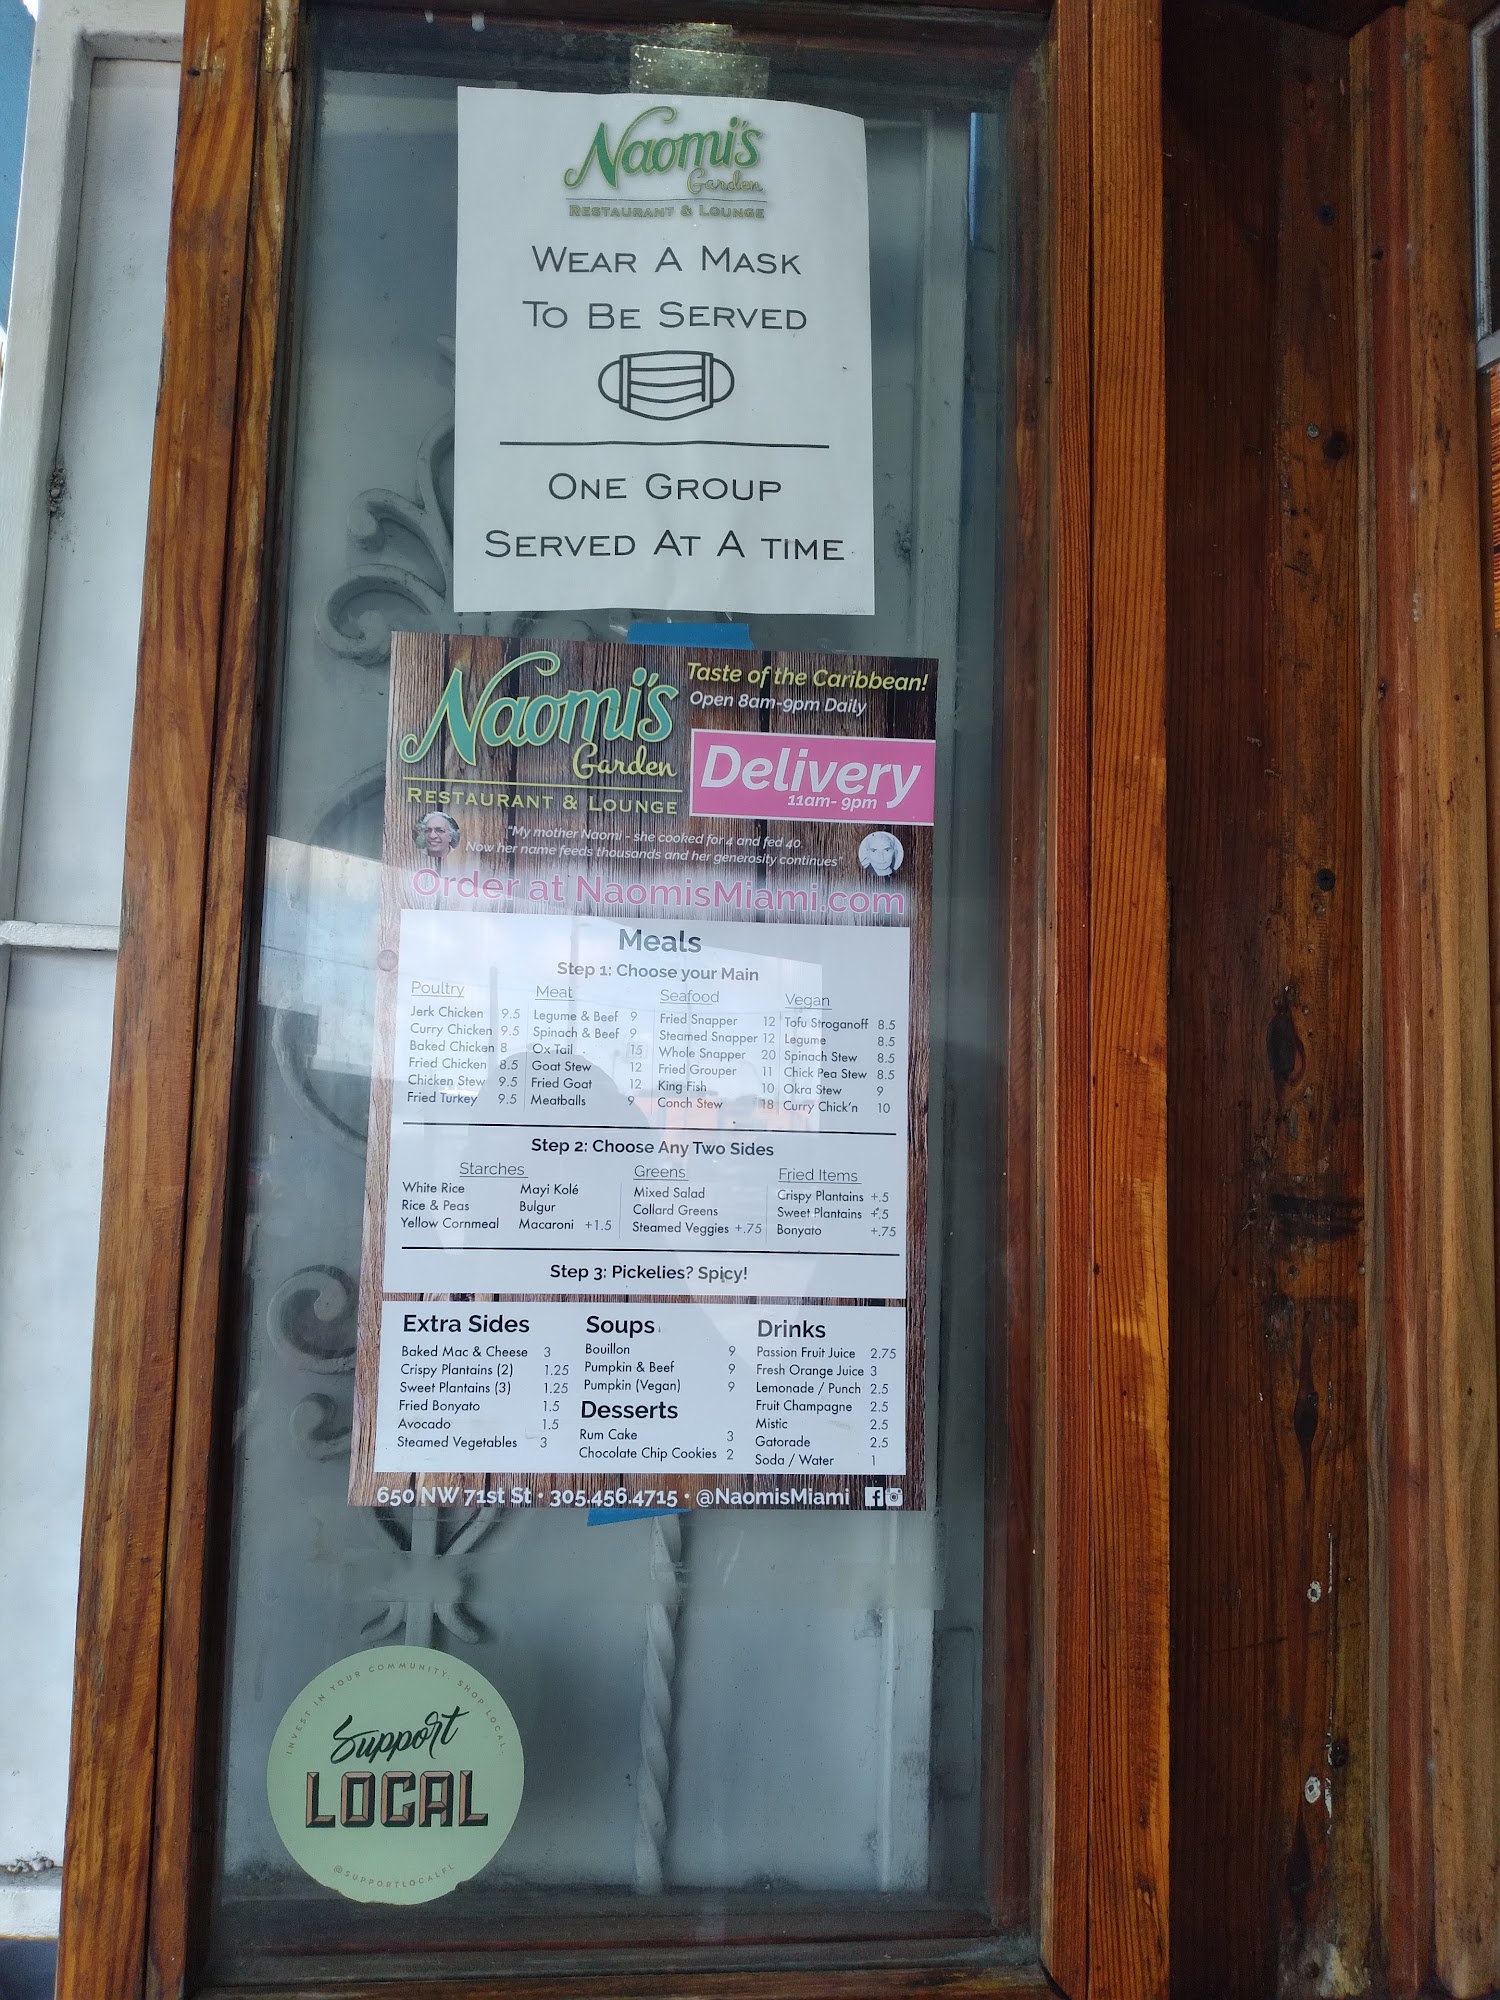 Naomi's
Garden
RESTAURANT & LOUNGE
WEAR A MASK
TO BE SERVED
ONE GROUP
SERVED AT A TIME
Naomi's
Garden
RESTAURANT & LOUNGE
Taste of the Caribbean!
Open 8am-9pm Daily
Delivery
11am- 9pm
"My mother Naomi - she cooked for 4 and fed 40.
Now her name feeds thousands and her generosity continues"
Order at NaomisMiami.com
Meals
Step 1: Choose your Main
Poultry
Jerk Chicken 9.5
Curry Chicken 9.5
Baked Chicken 8
Fried Chicken 8.5
Chicken Stew 9.5
Fried Turkey 9.5
Meat
Legume & Beef 9
Spinach & Beef 9
Ox Tail 15
Goat Stew 12
Fried Goat 12
Meatballs 9
Seafood
Fried Snapper 12
Steamed Snapper 12
Whole Snapper 20
Fried Grouper 11
King Fish 10
Conch Stew 18
Vegan
Tofu Stroganoff 8.5
Legume 8.5
Spinach Stew 8.5
Chick Pea Stew 8.5
Okra Stew 9
Curry Chick'n 10
Step 2: Choose Any Two Sides
Starches
White Rice
Rice & Peas
Yellow Cornmeal
Mayi Kolé
Bulgur
Macaroni +1.5
Greens
Mixed Salad
Collard Greens
Steamed Veggies +.75
Fried Items
Crispy Plantains +.5
Sweet Plantains +.5
Bonyato +.75
Step 3: Pickelies? Spicy!
Extra Sides
Baked Mac & Cheese 3
Crispy Plantains (2) 1.25
Sweet Plantains (3) 1.25
Fried Bonyato 1.5
Avocado 1.5
Steamed Vegetables 3
Soups
Bouillon 9
Pumpkin & Beef 9
Pumpkin (Vegan) 9
Desserts
Rum Cake 3
Chocolate Chip Cookies 2
Drinks
Passion Fruit Juice 2.75
Fresh Orange Juice 3
Lemonade / Punch 2.5
Fruit Champagne 2.5
Mistic 2.5
Gatorade 2.5
Soda / Water 1
650 NW 71st St • 305.456.4715 • @NaomisMiami
INVEST IN YOUR COMMUNITY. SHOP LOCAL.
Support
LOCAL
@SUPPORTLOCALFL